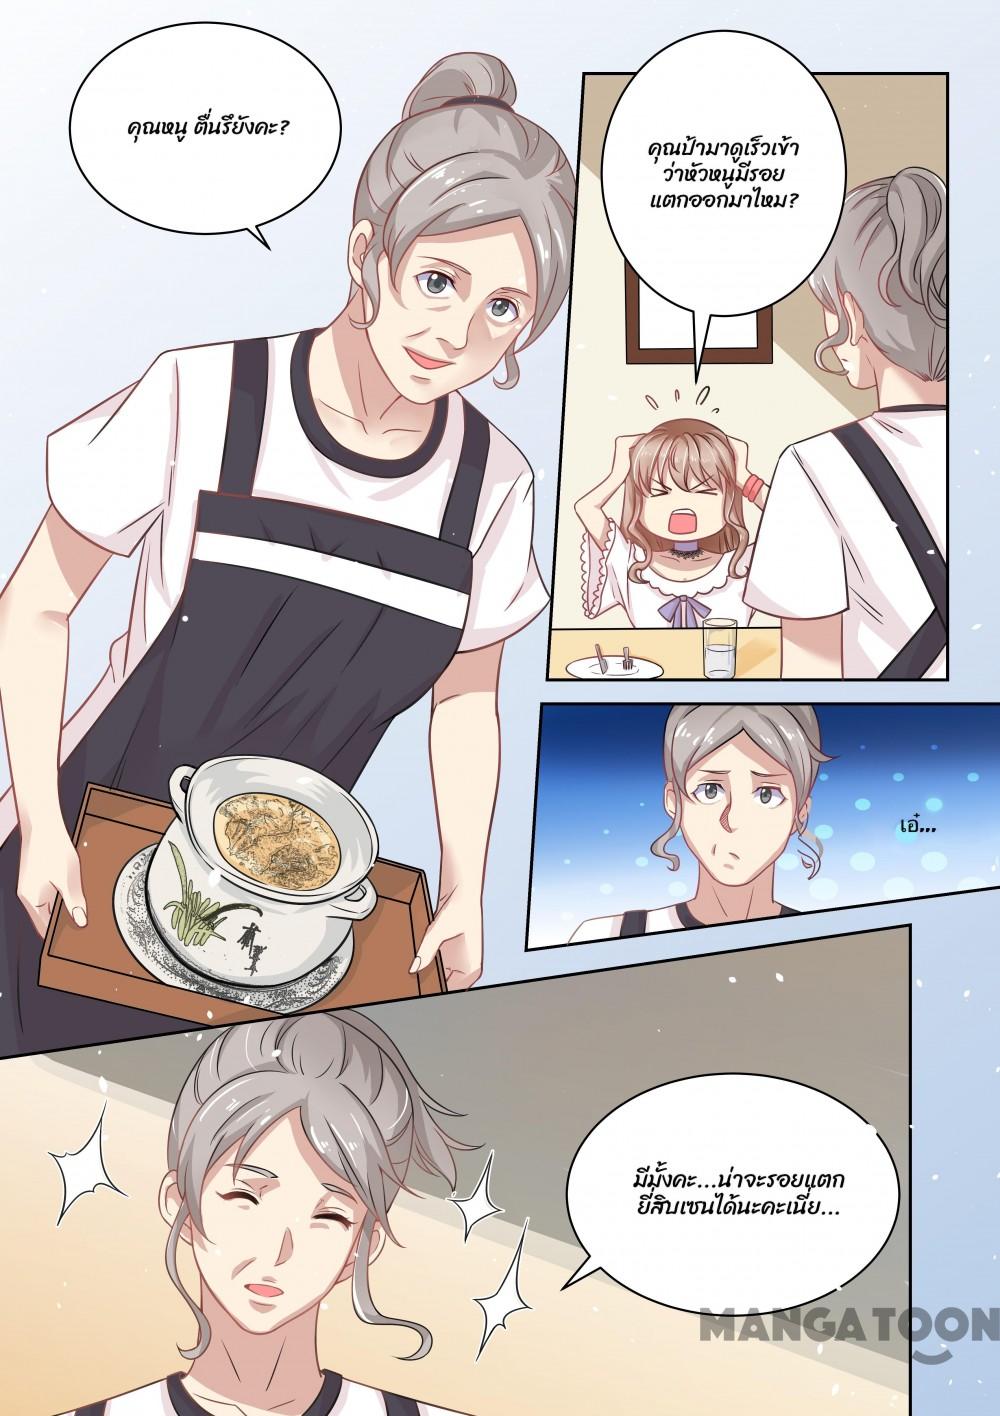 คุณหนู ตื่นรึยังคะ?
คุณป้ามาดูเร็วเข้า
ว่าหัวหนูมีรอย
แตกออกมาไหม?
เอ๋...
มีมั้งคะ...น่าจะรอยแตก
ยี่สิบเซนได้นะคะเนี่ย...
MANGATOON